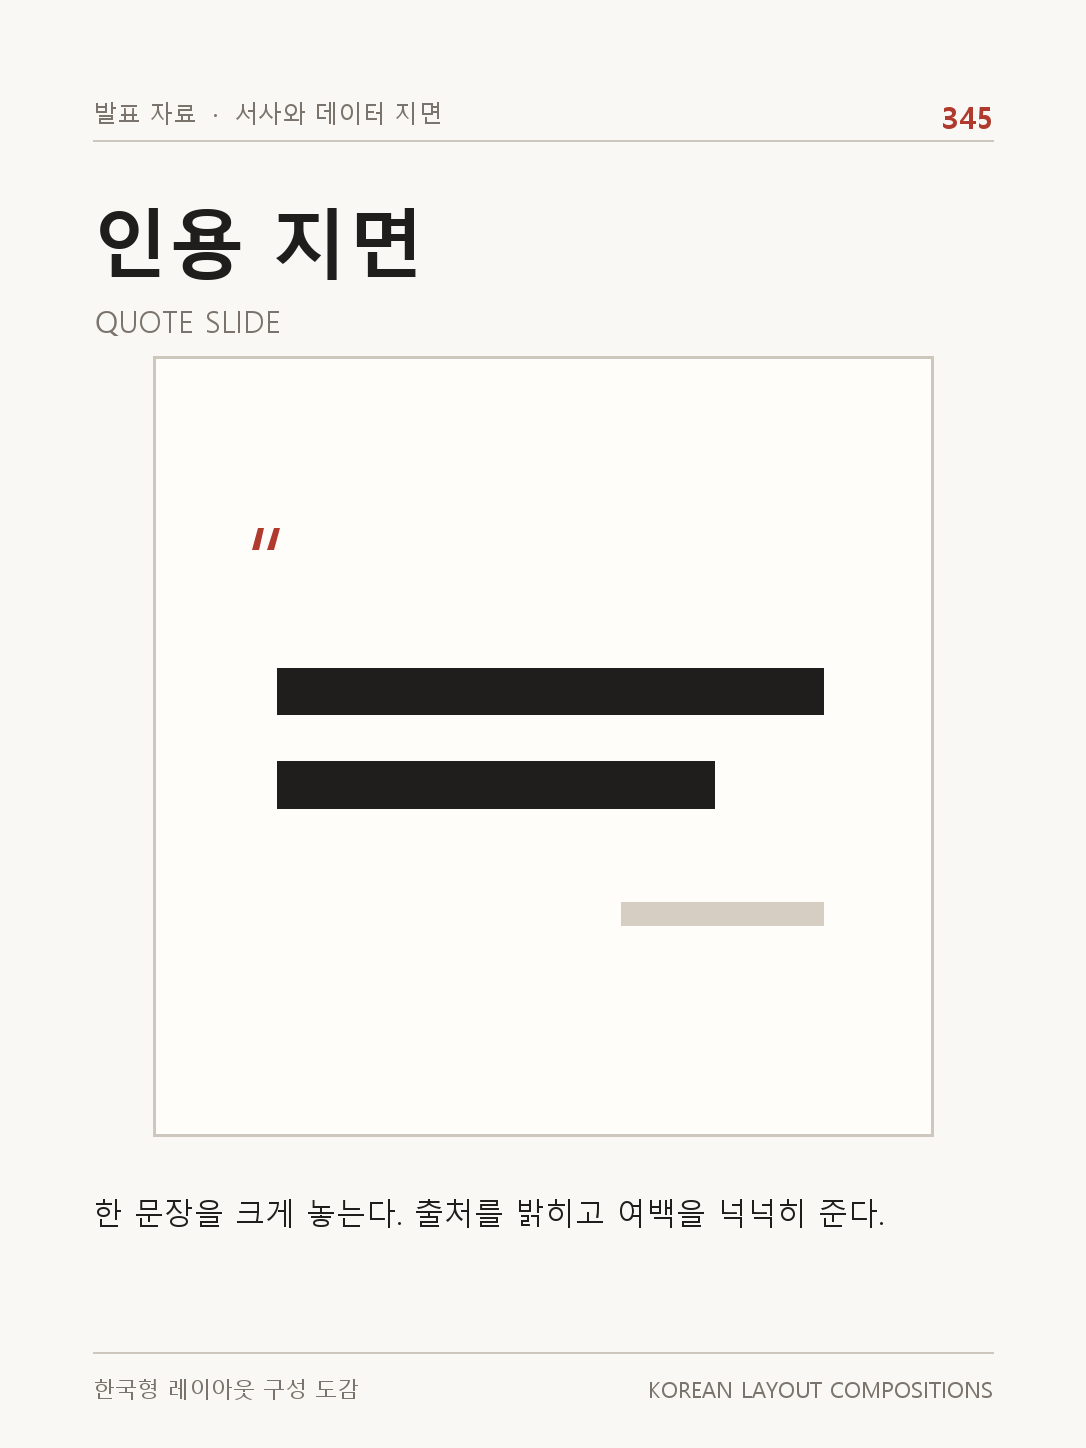 발표 자료 · 서사와 데이터 지면
345
인용 지면
QUOTE SLIDE
"
한 문장을 크게 놓는다. 출처를 밝히고 여백을 넉넉히 준다.
한국형 레이아웃 구성 도감
KOREAN LAYOUT COMPOSITIONS